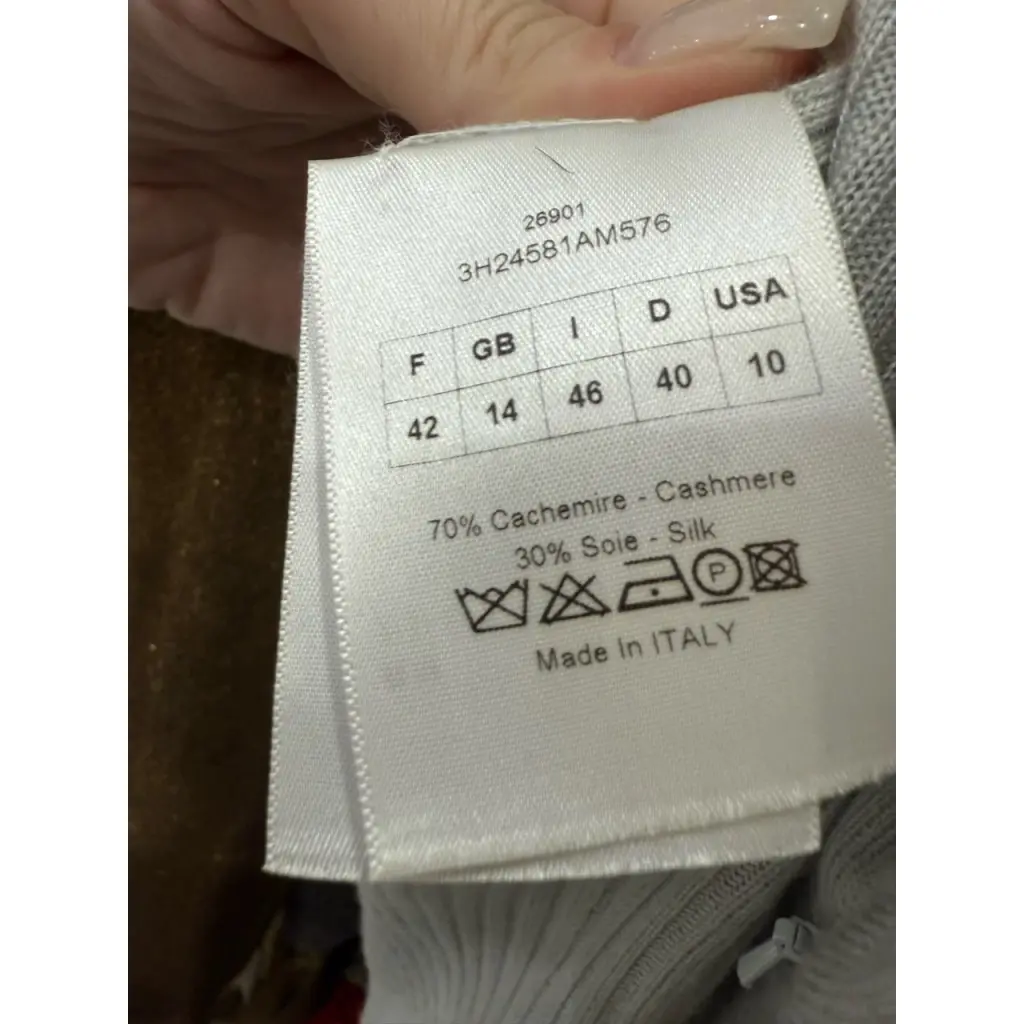 26901
3H24581AM576
F GB I D USA
42 14 46 40 10
70% Cachemire - Cashmere
30% Soie - Silk
P
Made In ITALY